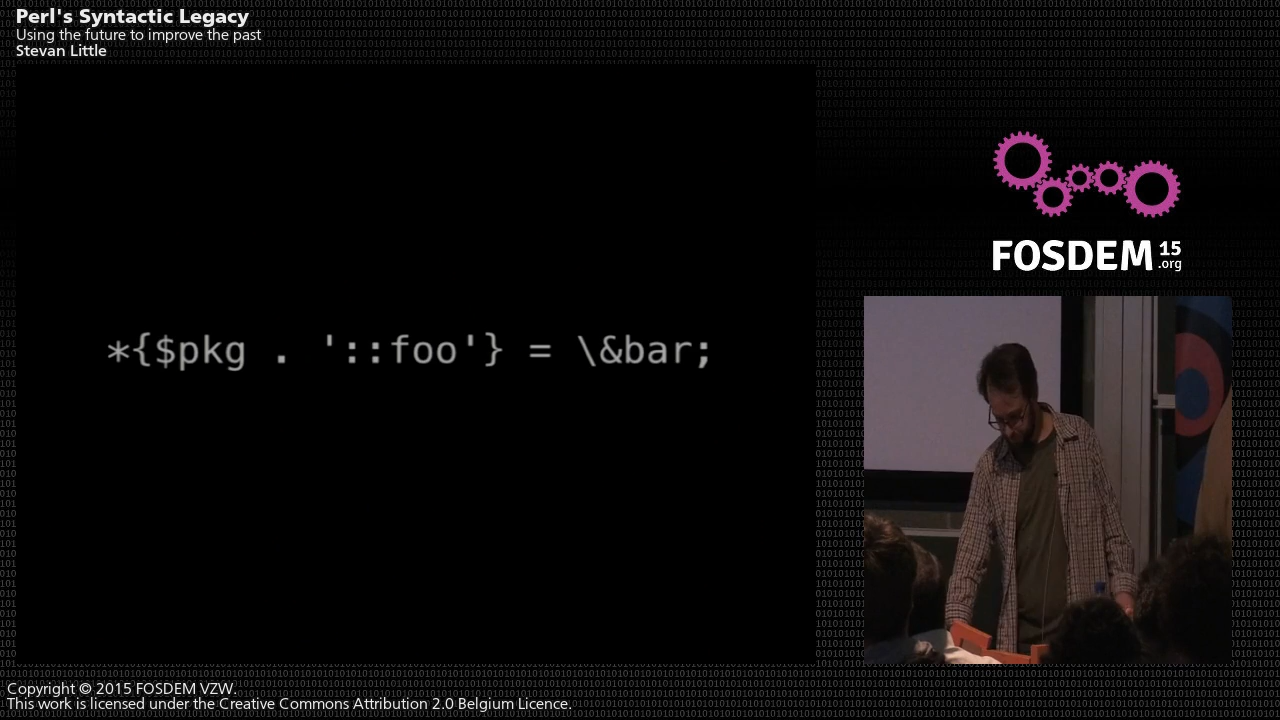 Perl's Syntactic Legacy
Using the future to improve the past
Stevan Little
*{$pkg . '::foo'} = \&bar;
FOSDEM 15
.org
Copyright © 2015 FOSDEM VZW.
This work is licensed under the Creative Commons Attribution 2.0 Belgium Licence.